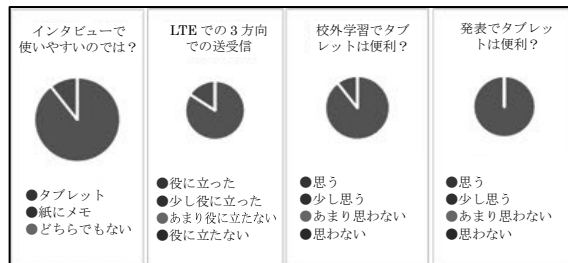 インタビューで
使いやすいのでは?
●タブレット
●紙にメモ
●どちらでもない
LTE での 3 方向
での送受信
●役に立った
●少し役に立った
●あまり役に立たない
●役に立たない
校外学習でタブ
レットは便利?
●思う
●少し思う
●あまり思わない
●思わない
発表でタブレッ
トは便利?
●思う
●少し思う
●あまり思わない
●思わない